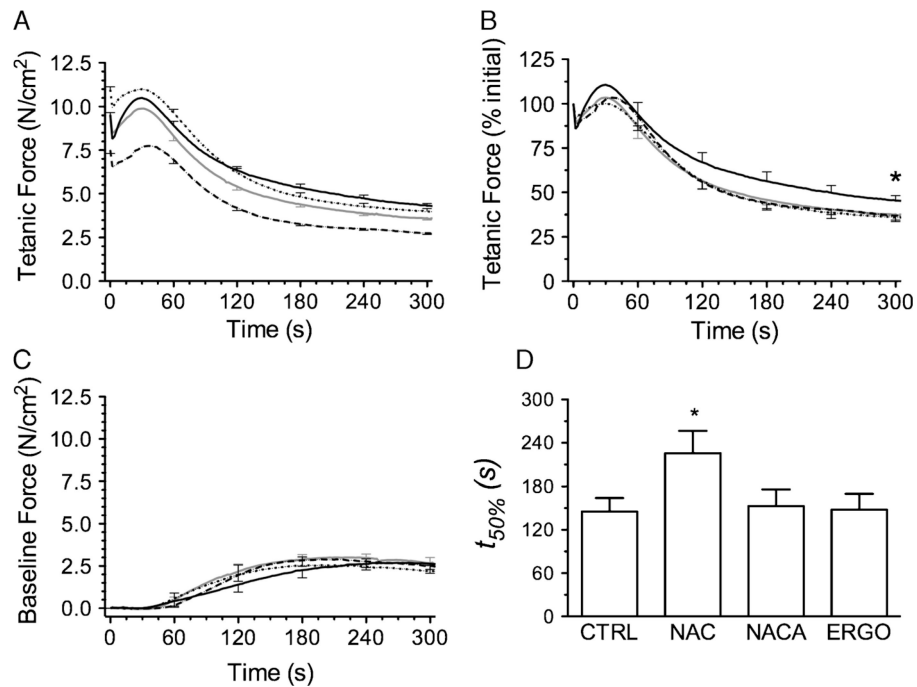 A
Tetanic Force (N/cm²)
12.5
10.0
7.5
5.0
2.5
0.0
0 60 120 180 240 300
Time (s)
B
Tetanic Force (% initial)
125
100
75
50
25
0
*
0 60 120 180 240 300
Time (s)
C
Baseline Force (N/cm²)
12.5
10.0
7.5
5.0
2.5
0.0
0 60 120 180 240 300
Time (s)
D
t50% (s)
300
240
180
120
60
0
*
CTRL NAC NACA ERGO